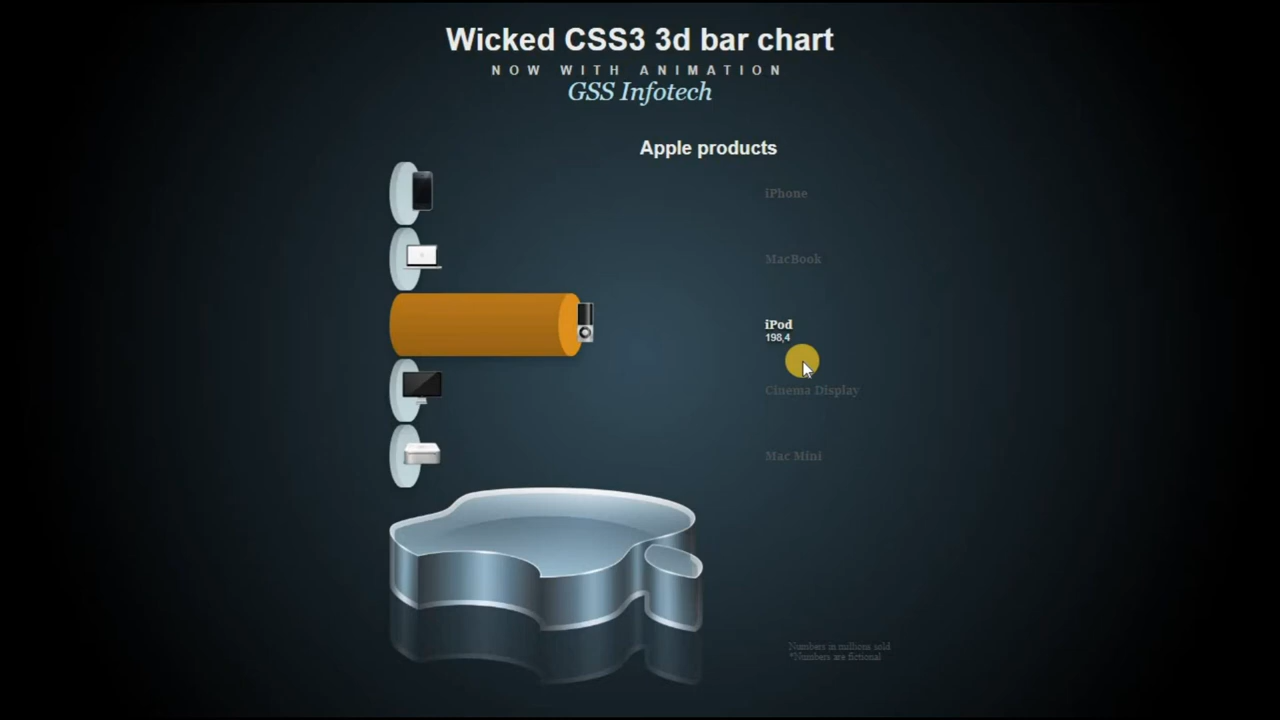 Wicked CSS3 3d bar chart
NOW WITH ANIMATION
GSS Infotech
Apple products
iPhone
MacBook
iPod
198,4
Cinema Display
Mac Mini
Numbers in millions sold
*Numbers are fictional